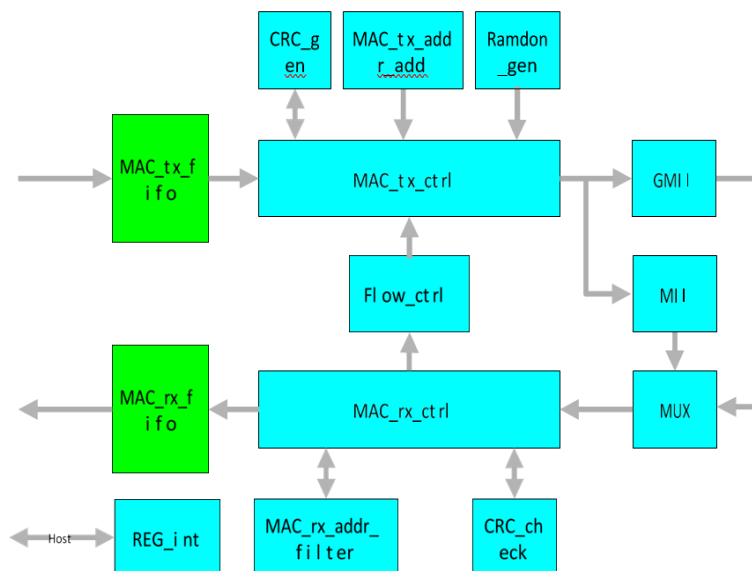 CRC_g
en
MAC_tx_add
r_add
Ramdon
_gen
MAC_tx_f
ifo
MAC_tx_ctrl
GMII
Flow_ctrl
MII
MAC_rx_f
ifo
MAC_rx_ctrl
MUX
Host
REG_int
MAC_rx_addr_
filter
CRC_ch
eck